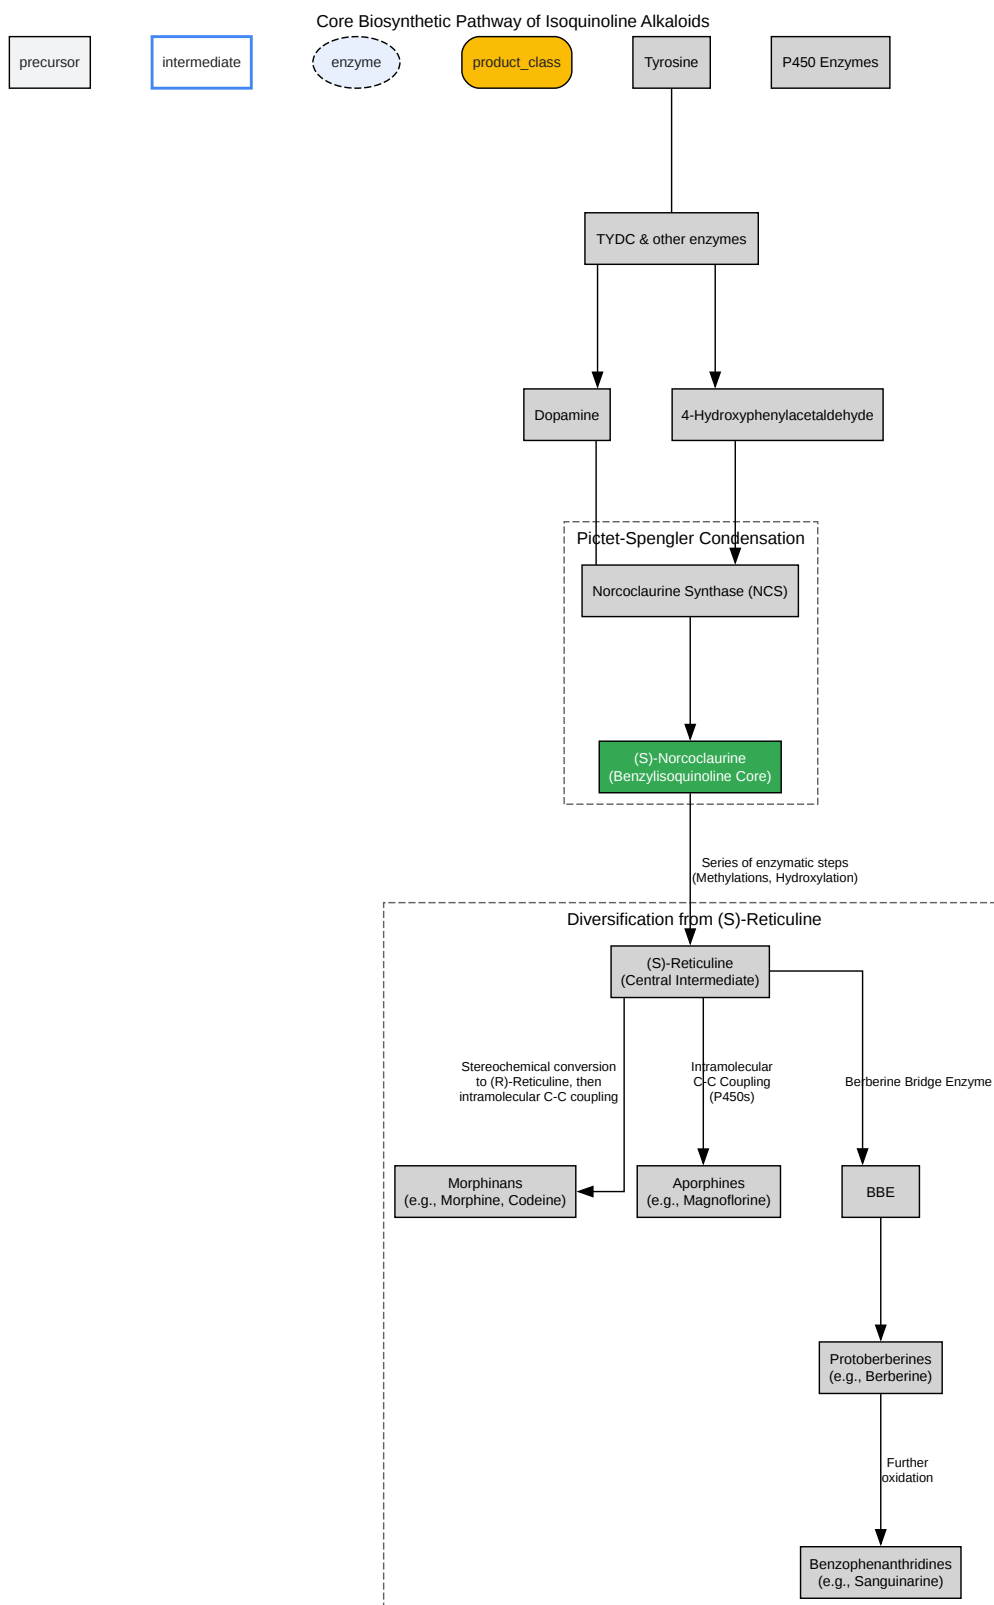 Core Biosynthetic Pathway of Isoquinoline Alkaloids
precursor
intermediate
enzyme
product_class
Tyrosine
P450 Enzymes
TYDC & other enzymes
Dopamine
4-Hydroxyphenylacetaldehyde
Pictet-Spengler Condensation
Norcoclaurine Synthase (NCS)
(S)-Norcoclaurine
(Benzylisoquinoline Core)
Series of enzymatic steps
(Methylations, Hydroxylation)
Diversification from (S)-Reticuline
(S)-Reticuline
(Central Intermediate)
Stereochemical conversion
to (R)-Reticuline, then
intramolecular C-C coupling
Intramolecular
C-C Coupling
(P450s)
Berberine Bridge Enzyme
Morphinans
(e.g., Morphine, Codeine)
Aporphines
(e.g., Magnoflorine)
BBE
Protoberberines
(e.g., Berberine)
Further
oxidation
Benzophenanthridines
(e.g., Sanguinarine)